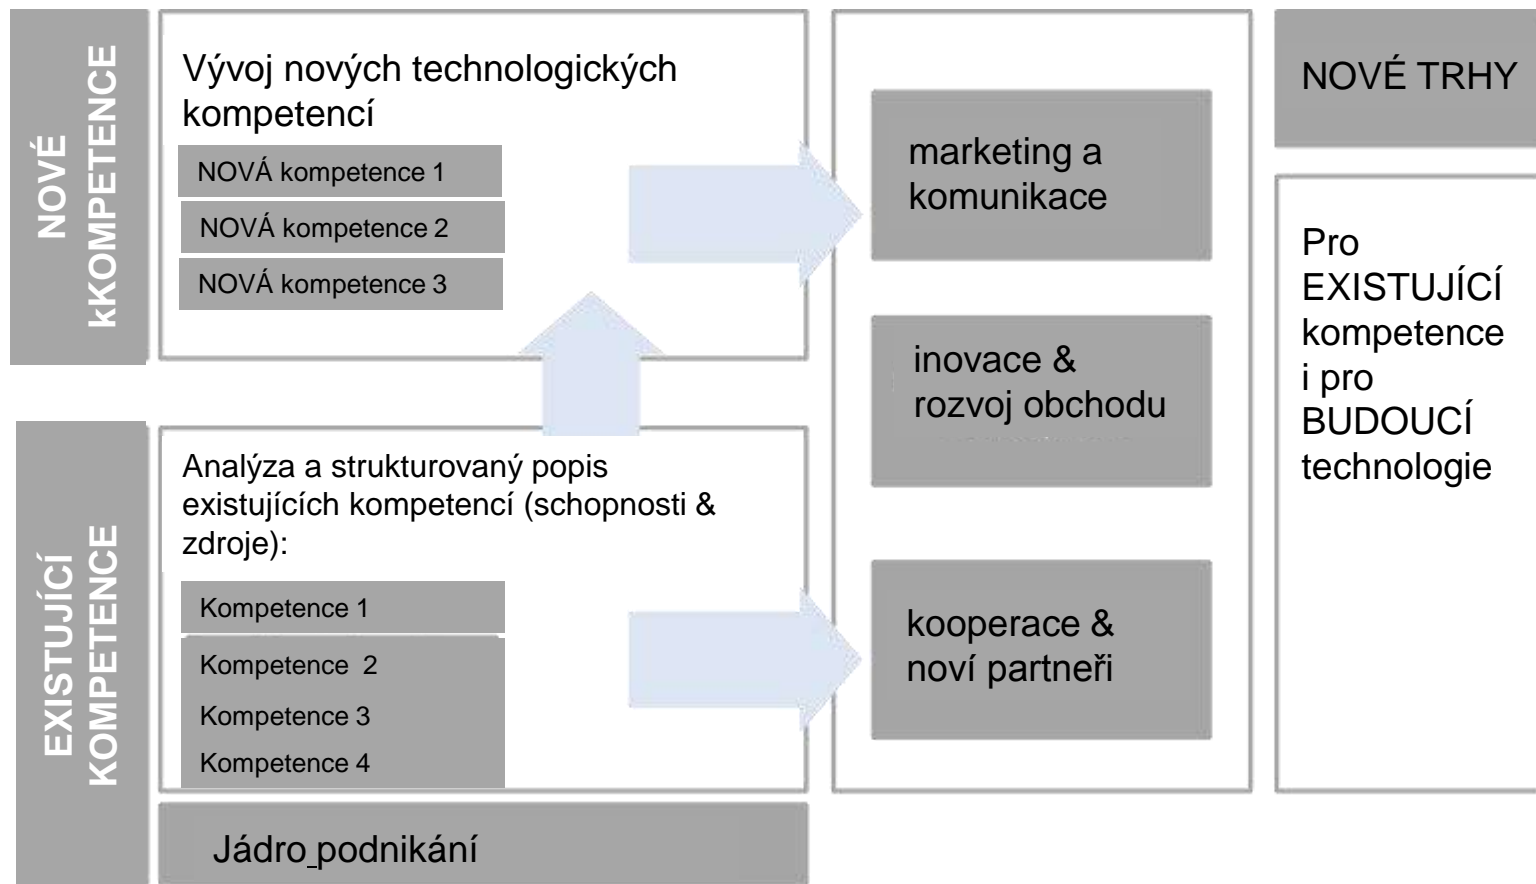 NOVÉ
kKOMPETENCE
Vývoj nových technologických
kompetencí
NOVÁ kompetence 1
NOVÁ kompetence 2
NOVÁ kompetence 3
EXISTUJÍCÍ
KOMPETENCE
Analýza a strukturovaný popis
existujících kompetencí (schopnosti &
zdroje):
Kompetence 1
Kompetence 2
Kompetence 3
Kompetence 4
Jádro podnikání
marketing a
komunikace
inovace &
rozvoj obchodu
kooperace &
noví partneři
NOVÉ TRHY
Pro
EXISTUJÍCÍ
kompetence
i pro
BUDOUCÍ
technologie